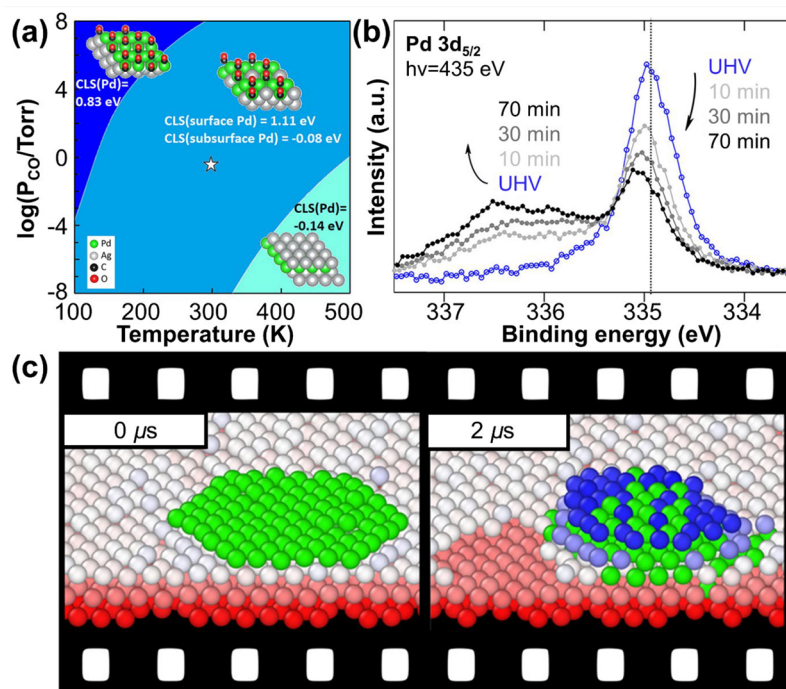 (a)
log(P_CO/Torr)
8
4
0
-4
-8
CLS(Pd)=
0.83 eV
CLS(surface Pd) = 1.11 eV
CLS(subsurface Pd) = -0.08 eV
CLS(Pd)=
-0.14 eV
Pd
Ag
C
O
100 200 300 400 500
Temperature (K)
(b)
Intensity (a.u.)
Pd 3d5/2
hν=435 eV
70 min
30 min
10 min
UHV
UHV
10 min
30 min
70 min
337 336 335 334
Binding energy (eV)
(c)
0 µs
2 µs